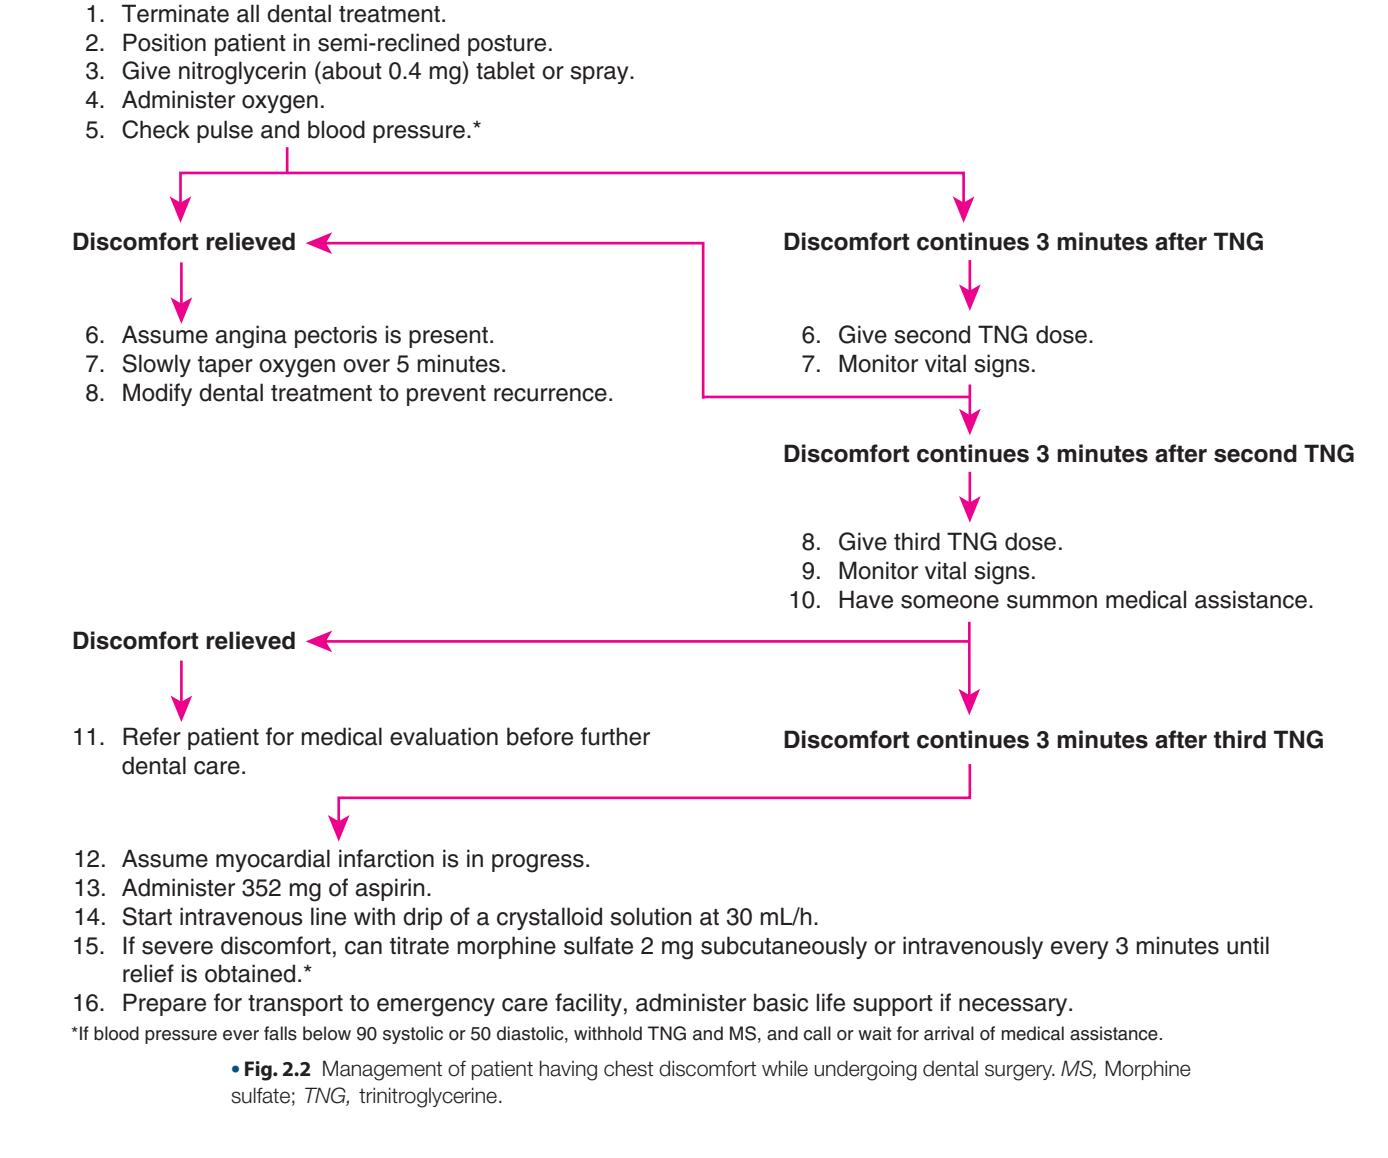 1. Terminate all dental treatment.
2. Position patient in semi-reclined posture.
3. Give nitroglycerin (about 0.4 mg) tablet or spray.
4. Administer oxygen.
5. Check pulse and blood pressure.*
Discomfort relieved
Discomfort continues 3 minutes after TNG
6. Assume angina pectoris is present.
7. Slowly taper oxygen over 5 minutes.
8. Modify dental treatment to prevent recurrence.
6. Give second TNG dose.
7. Monitor vital signs.
Discomfort continues 3 minutes after second TNG
8. Give third TNG dose.
9. Monitor vital signs.
10. Have someone summon medical assistance.
Discomfort relieved
11. Refer patient for medical evaluation before further
dental care.
Discomfort continues 3 minutes after third TNG
12. Assume myocardial infarction is in progress.
13. Administer 352 mg of aspirin.
14. Start intravenous line with drip of a crystalloid solution at 30 mL/h.
15. If severe discomfort, can titrate morphine sulfate 2 mg subcutaneously or intravenously every 3 minutes until
relief is obtained.*
16. Prepare for transport to emergency care facility, administer basic life support if necessary.
*If blood pressure ever falls below 90 systolic or 50 diastolic, withhold TNG and MS, and call or wait for arrival of medical assistance.
• Fig. 2.2 Management of patient having chest discomfort while undergoing dental surgery. MS, Morphine
sulfate; TNG, trinitroglycerine.